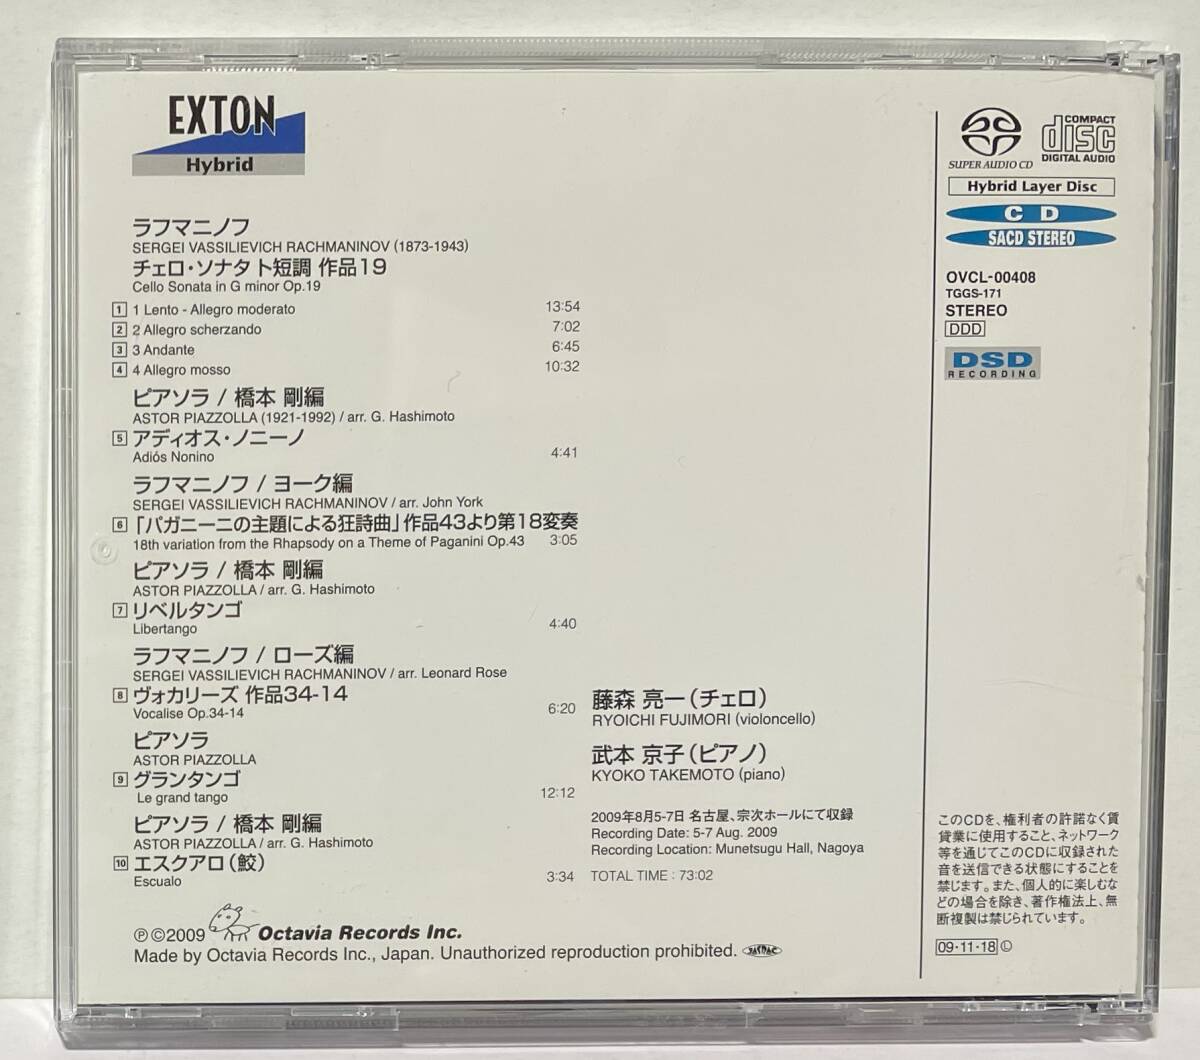 EXTON
Hybrid
ラフマニノフ
SERGEI VASSILIEVICH RACHMANINOV (1873-1943)
チェロ・ソナタ ト短調 作品19
Cello Sonata in G minor Op.19
1 1 Lento - Allegro moderato 13:54
2 2 Allegro scherzando 7:02
3 3 Andante 6:45
4 4 Allegro mosso 10:32
ピアソラ / 橋本 剛編
ASTOR PIAZZOLLA (1921-1992) / arr. G. Hashimoto
5 アディオス・ノニーノ
Adiós Nonino 4:41
ラフマニノフ / ヨーク編
SERGEI VASSILIEVICH RACHMANINOV / arr. John York
6 「パガニーニの主題による狂詩曲」作品43より第18変奏
18th variation from the Rhapsody on a Theme of Paganini Op.43 3:05
ピアソラ / 橋本 剛編
ASTOR PIAZZOLLA / arr. G. Hashimoto
7 リベルタンゴ
Libertango 4:40
ラフマニノフ / ローズ編
SERGEI VASSILIEVICH RACHMANINOV / arr. Leonard Rose
8 ヴォカリーズ 作品34-14
Vocalise Op.34-14 6:20
ピアソラ
ASTOR PIAZZOLLA
9 グランタンゴ
Le grand tango 12:12
ピアソラ / 橋本 剛編
ASTOR PIAZZOLLA / arr. G. Hashimoto
10 エスクアロ(鮫)
Escualo 3:34
藤森 亮一(チェロ)
RYOICHI FUJIMORI (violoncello)
武本 京子(ピアノ)
KYOKO TAKEMOTO (piano)
2009年8月5-7日 名古屋、宗次ホールにて収録
Recording Date: 5-7 Aug. 2009
Recording Location: Munetsugu Hall, Nagoya
TOTAL TIME : 73:02
℗©2009 Octavia Records Inc.
Made by Octavia Records Inc., Japan. Unauthorized reproduction prohibited. JASRAC
SUPER AUDIO CD
COMPACT
disc
DIGITAL AUDIO
Hybrid Layer Disc
CD
SACD STEREO
OVCL-00408
TGGS-171
STEREO
DDD
DSD
RECORDING
このCDを、権利者の許諾なく賃
貸業に使用すること、ネットワーク
等を通じてこのCDに収録された
音を送信できる状態にすることを
禁じます。また、個人的に楽しむな
どの場合を除き、著作権法上、無
断複製は禁じられています。
09·11·18 Ⓛ